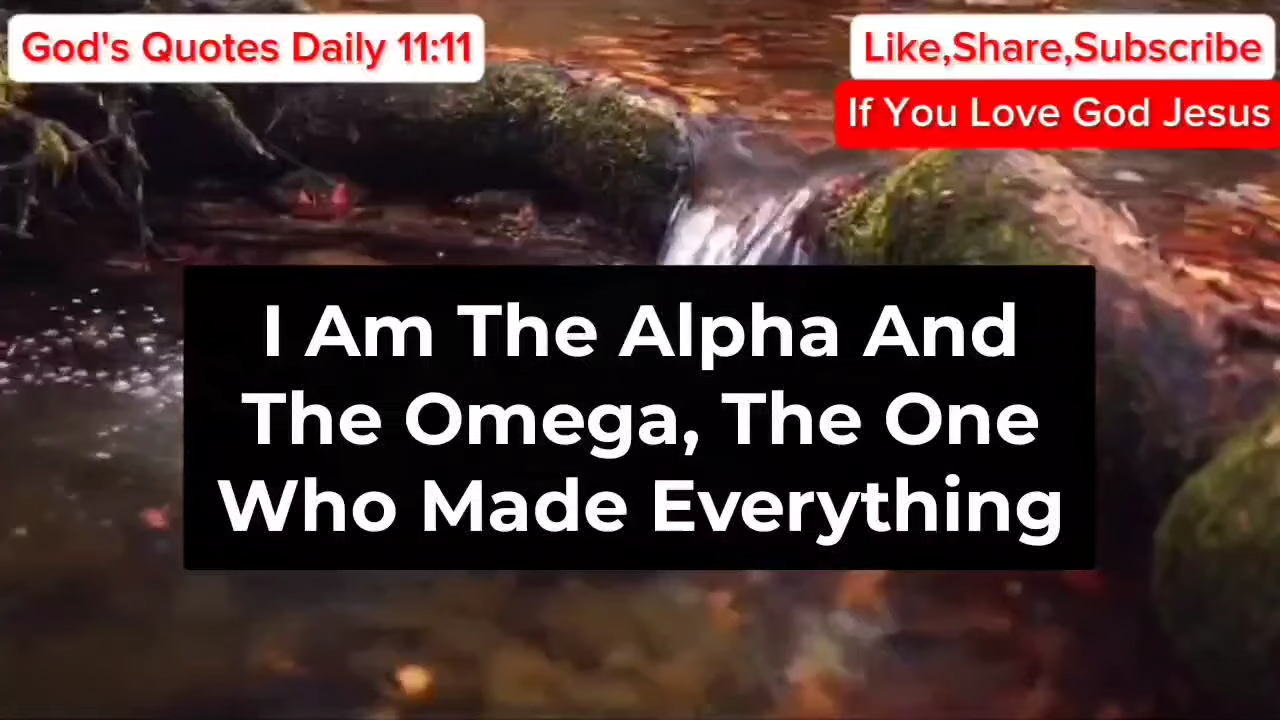 God's Quotes Daily 11:11
Like,Share,Subscribe
If You Love God Jesus
I Am The Alpha And
The Omega, The One
Who Made Everything